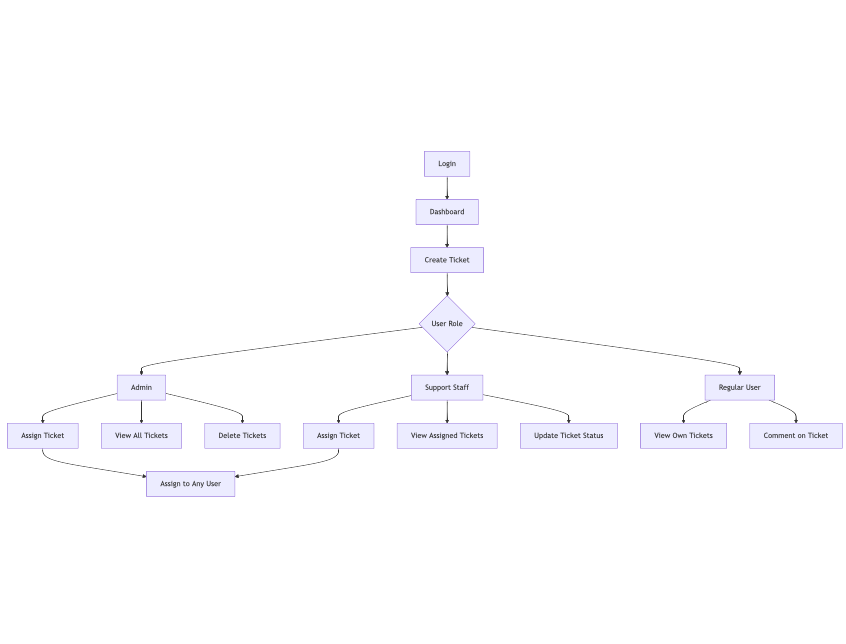 Login
Dashboard
Create Ticket
User Role
Admin
Support Staff
Regular User
Assign Ticket
View All Tickets
Delete Tickets
Assign Ticket
View Assigned Tickets
Update Ticket Status
View Own Tickets
Comment on Ticket
Assign to Any User